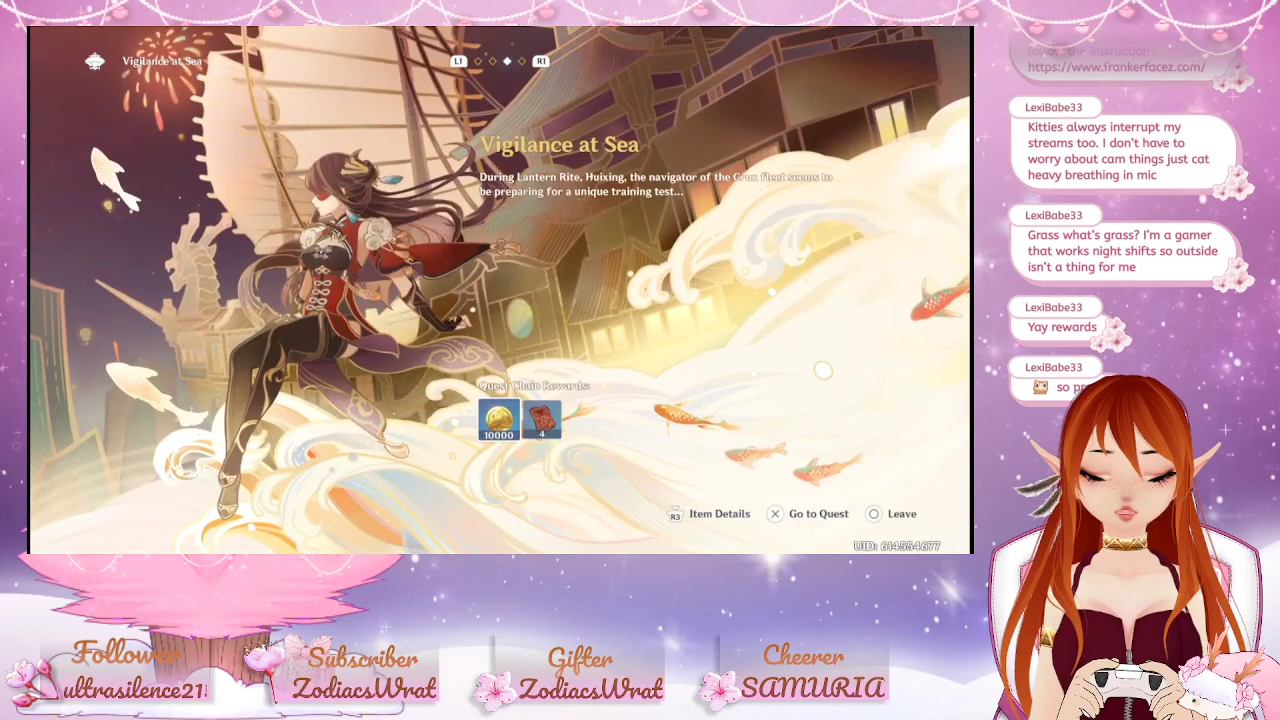 Vigilance at Sea
L1
R1
Vigilance at Sea
During Lantern Rite, Huixing, the navigator of the Crux fleet seems to
be preparing for a unique training test...
Quest Chain Rewards:
10000
4
R3 Item Details
Go to Quest
Leave
UID: 614554677
follow the instructions
https://www.frankerfacez.com/
LexiBabe33
Kitties always interrupt my
streams too. I don't have to
worry about cam things just cat
heavy breathing in mic
LexiBabe33
Grass what's grass? I'm a gamer
that works night shifts so outside
isn't a thing for me
LexiBabe33
Yay rewards
LexiBabe33
so
Follower
ultrasilence21
Subscriber
ZodiacsWrat
Gifter
ZodiacsWrat
Cheerer
SAMURIA